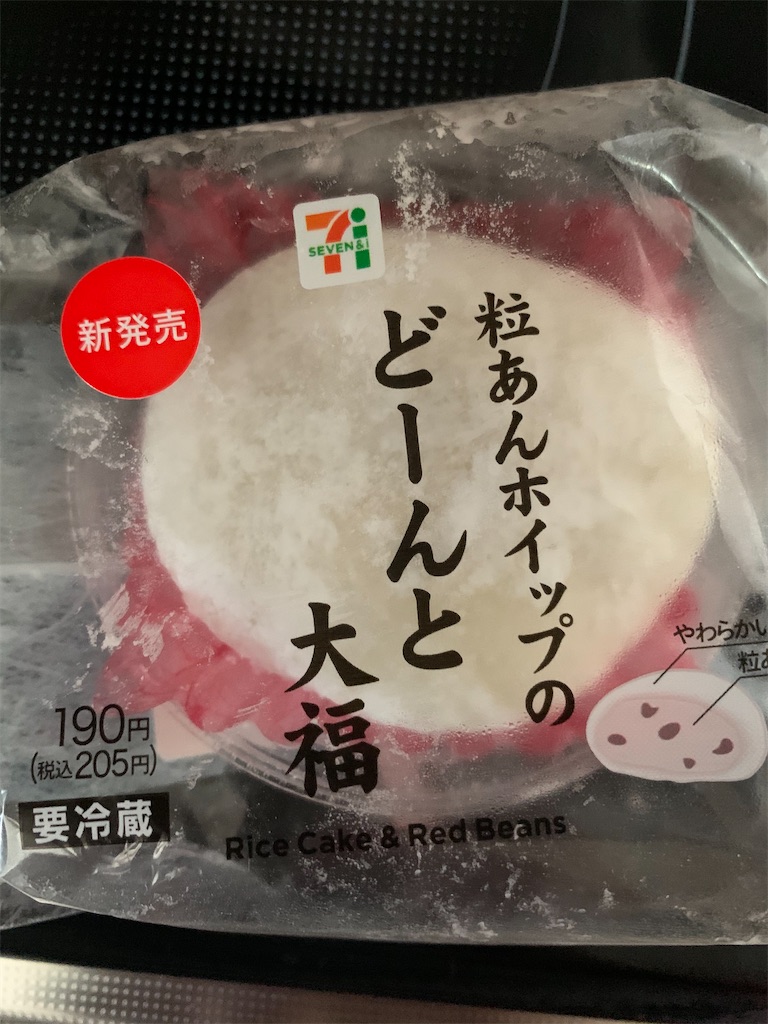 SEVEN&i
新発売
粒あんホイップの
どーんと
大福
やわらかい
粒あ
190円
(税込205円)
要冷蔵
Rice Cake & Red Beans